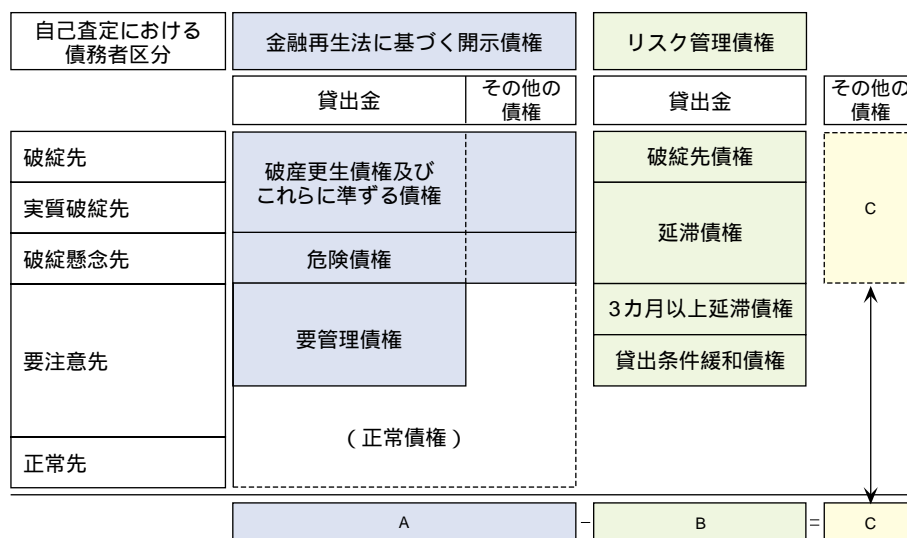 自己査定における
債務者区分
金融再生法に基づく開示債権
リスク管理債権
貸出金
その他の
債権
貸出金
その他の
債権
破綻先
実質破綻先
破綻懸念先
要注意先
正常先
破産更生債権及び
これらに準ずる債権
危険債権
要管理債権
(正常債権)
破綻先債権
延滞債権
3カ月以上延滞債権
貸出条件緩和債権
C
A
−
B
=
C